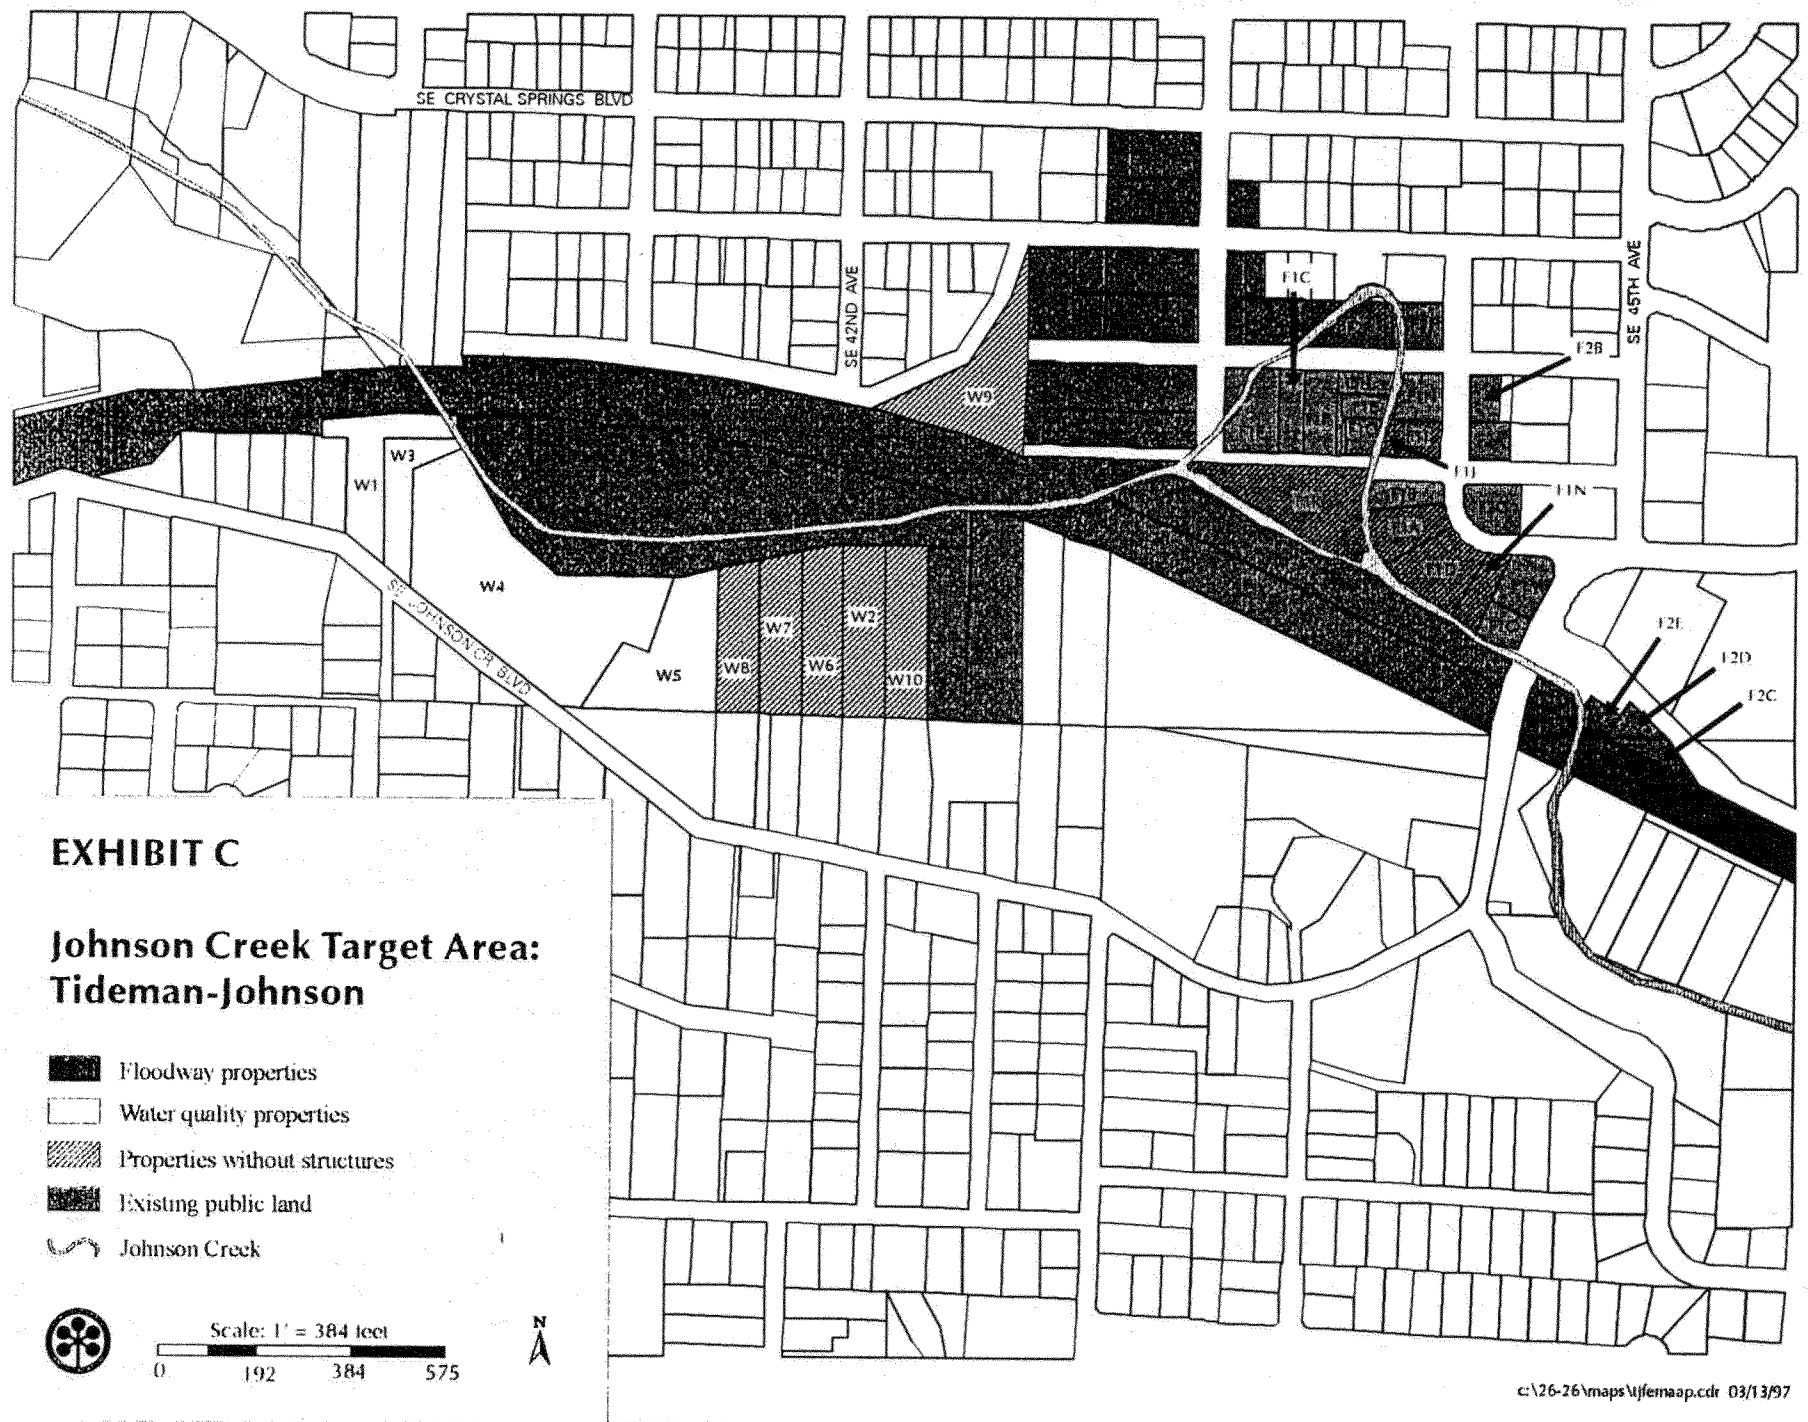 SE CRYSTAL SPRINGS BLVD
SE 42ND AVE
SE 45TH AVE
F1C
F2B
W9
W3
W1
F1J
F1N
W4
F1A
F1D
SE JOHNSON CR. BLVD
W7
W2
W5
W8
W6
W10
F2E
F2D
F2C
EXHIBIT C
Johnson Creek Target Area:
Tideman-Johnson
Floodway properties
Water quality properties
Properties without structures
Existing public land
Johnson Creek
Scale: 1" = 384 feet
0 192 384 575
N
c:\26-26\maps\tjfemaap.cdr 03/13/97